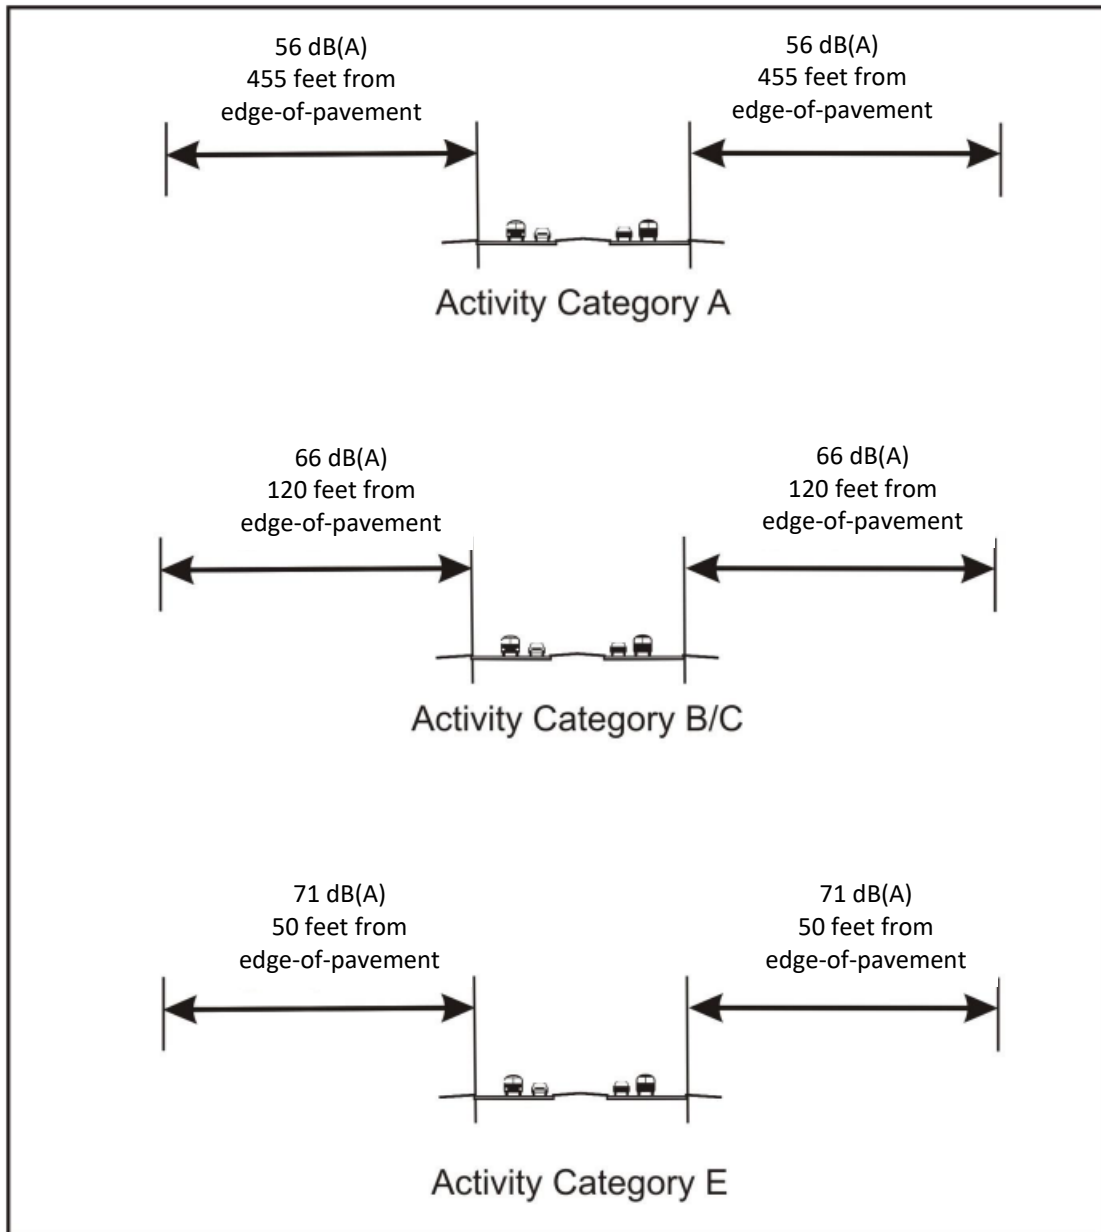 56 dB(A)
455 feet from
edge-of-pavement
56 dB(A)
455 feet from
edge-of-pavement
Activity Category A
66 dB(A)
120 feet from
edge-of-pavement
66 dB(A)
120 feet from
edge-of-pavement
Activity Category B/C
71 dB(A)
50 feet from
edge-of-pavement
71 dB(A)
50 feet from
edge-of-pavement
Activity Category E